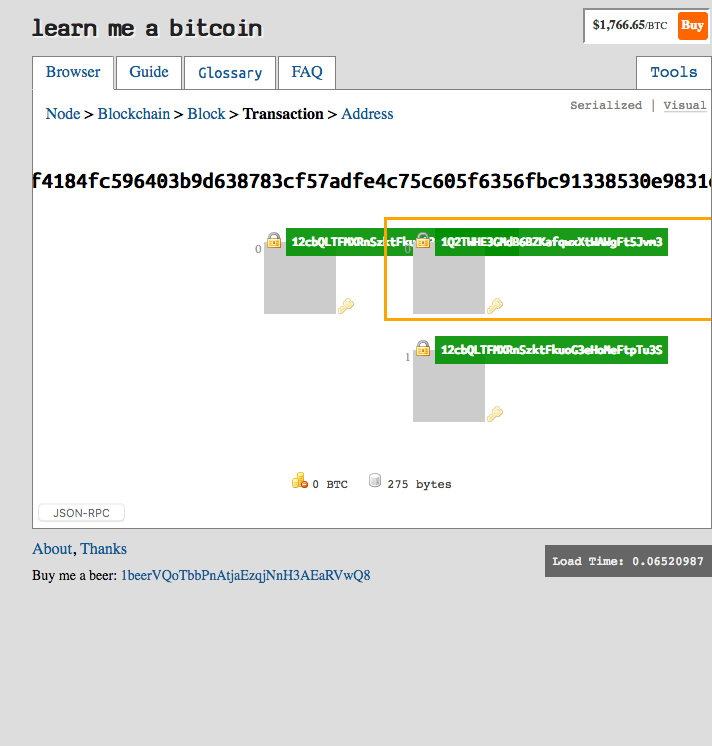 learn me a bitcoin
$1,766.65/BTC Buy
Browser Guide Glossary FAQ Tools
Node > Blockchain > Block > Transaction > Address
Serialized | Visual
f4184fc596403b9d638783cf57adfe4c75c605f6356fbc91338530e9831
0 12cbQLTFMXRnSzktFku
0 1Q2TWHE3GMdB6BZKafqwxXtWAWgFt5Jvm3
1 12cbQLTFMXRnSzktFkuoG3eHoMeFtpTu3S
0 BTC 275 bytes
JSON-RPC
About, Thanks
Load Time: 0.06520987
Buy me a beer: 1beerVQoTbbPnAtjaEzqjNnH3AEaRVwQ8